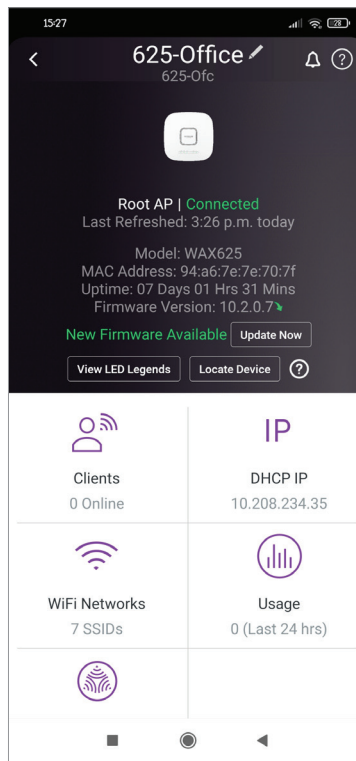 15:27
28
625-Office
625-Ofc
Root AP | Connected
Last Refreshed: 3:26 p.m. today
Model: WAX625
MAC Address: 94:a6:7e:7e:70:7f
Uptime: 07 Days 01 Hrs 31 Mins
Firmware Version: 10.2.0.7
New Firmware Available Update Now
View LED Legends Locate Device ?
IP
Clients DHCP IP
0 Online 10.208.234.35
WiFi Networks Usage
7 SSIDs 0 (Last 24 hrs)